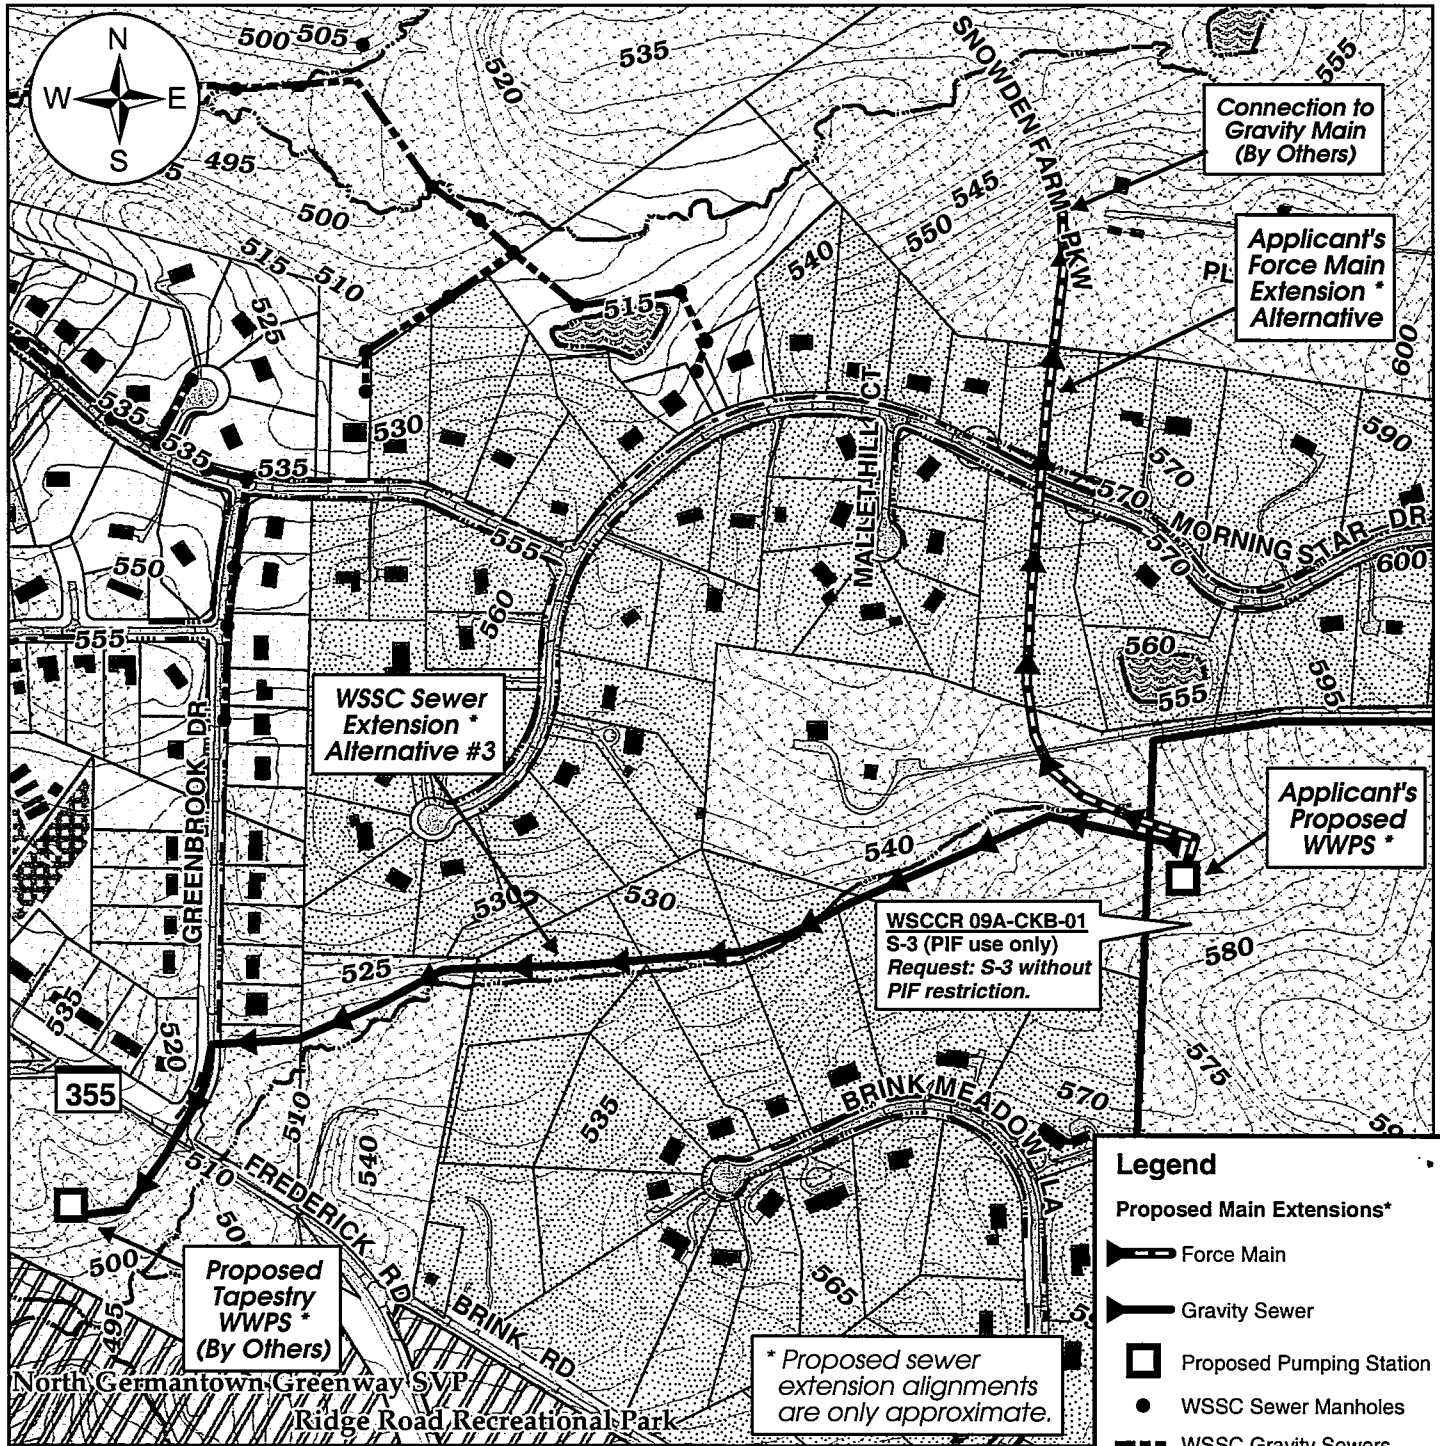 N
W E
S
500 505
535
520
SNOWDEN FARM PKW
555
Connection to
Gravity Main
(By Others)
495
500
545
550
515
510
540
Applicant's
Force Main
Extension *
Alternative
PL
525
515
600
535
530
MALLET HILL CT
590
535
535
570
570
555
MORNING STAR DR
570
600
550
560
555
560
555
595
WSSC Sewer
Extension *
Alternative #3
GREENBROOK DR
Applicant's
Proposed
WWPS *
540
530
530
WSCCR 09A-CKB-01
S-3 (PIF use only)
Request: S-3 without
PIF restriction.
580
525
535
520
575
355
510
535
BRINK MEADOW LA
570
540
510
FREDERICK RD
500
Proposed
Tapestry
WWPS *
(By Others)
495
BRINK RD
565
* Proposed sewer
extension alignments
are only approximate.
North Germantown Greenway SVP
Ridge Road Recreational Park
Legend
Proposed Main Extensions*
Force Main
Gravity Sewer
Proposed Pumping Station
WSSC Sewer Manholes
WSSC Gravity Sewers